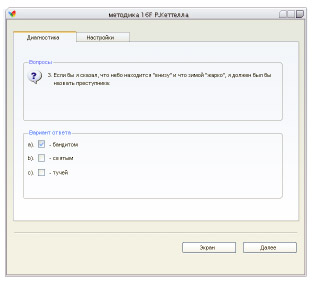 методика 16F Р.Кеттелла
Диагностика Настройки
Вопросы
3. Если бы я сказал, что небо находится "внизу" и что зимой "жарко", я должен был бы
назвать преступника:
Вариант ответа
a). - бандитом
b). - святым
c). - тучей
Экран Далее